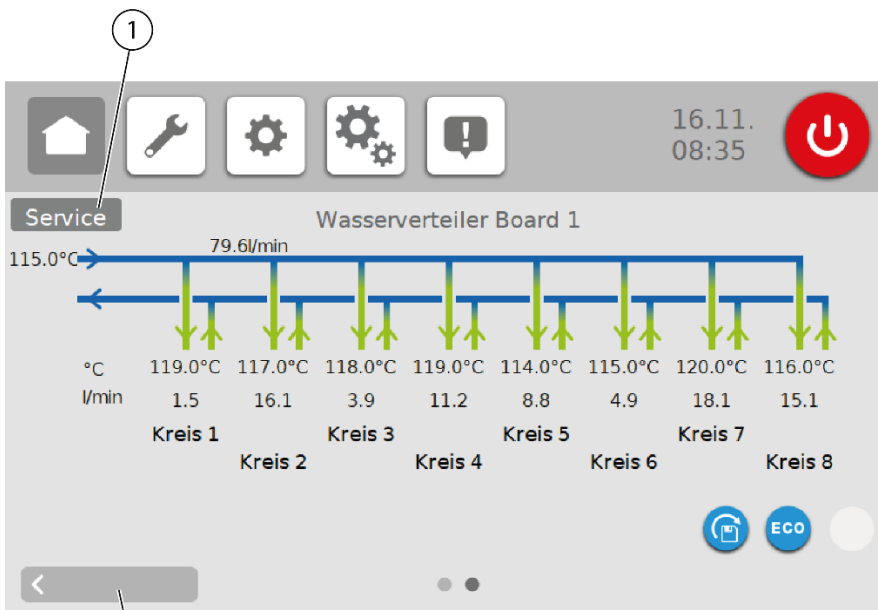 1
16.11.
08:35
Service
Wasserverteiler Board 1
79.6l/min
115.0°C
°C 119.0°C 117.0°C 118.0°C 119.0°C 114.0°C 115.0°C 120.0°C 116.0°C
l/min 1.5 16.1 3.9 11.2 8.8 4.9 18.1 15.1
Kreis 1 Kreis 3 Kreis 5 Kreis 7
Kreis 2 Kreis 4 Kreis 6 Kreis 8
ECO